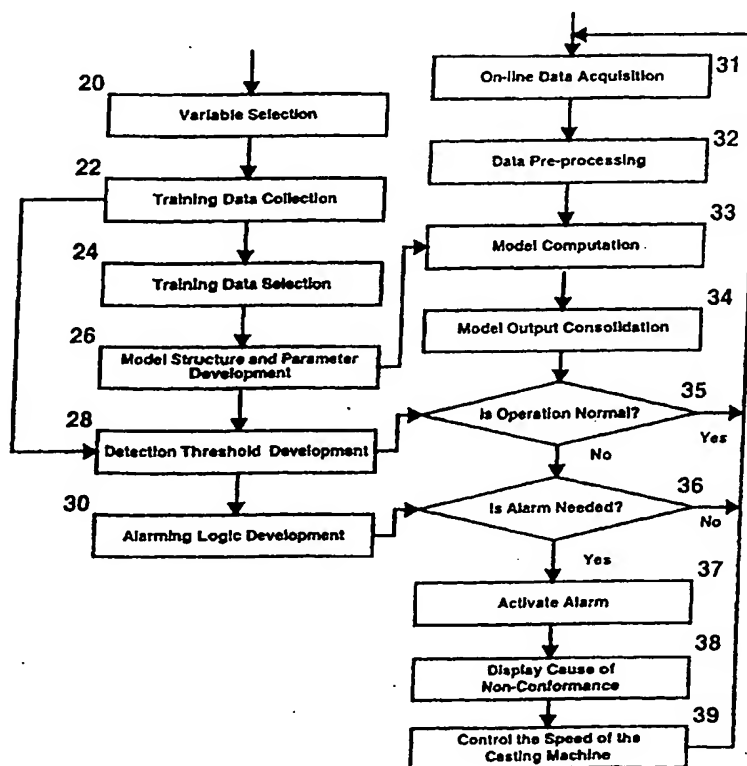 20
Variable Selection
22
Training Data Collection
24
Training Data Selection
26
Model Structure and Parameter
Development
28
Detection Threshold Development
30
Alarming Logic Development
31
On-line Data Acquisition
32
Data Pre-processing
33
Model Computation
34
Model Output Consolidation
35
Is Operation Normal?
Yes
No
36
Is Alarm Needed?
No
Yes
37
Activate Alarm
38
Display Cause of
Non-Conformance
39
Control the Speed of the
Casting Machine